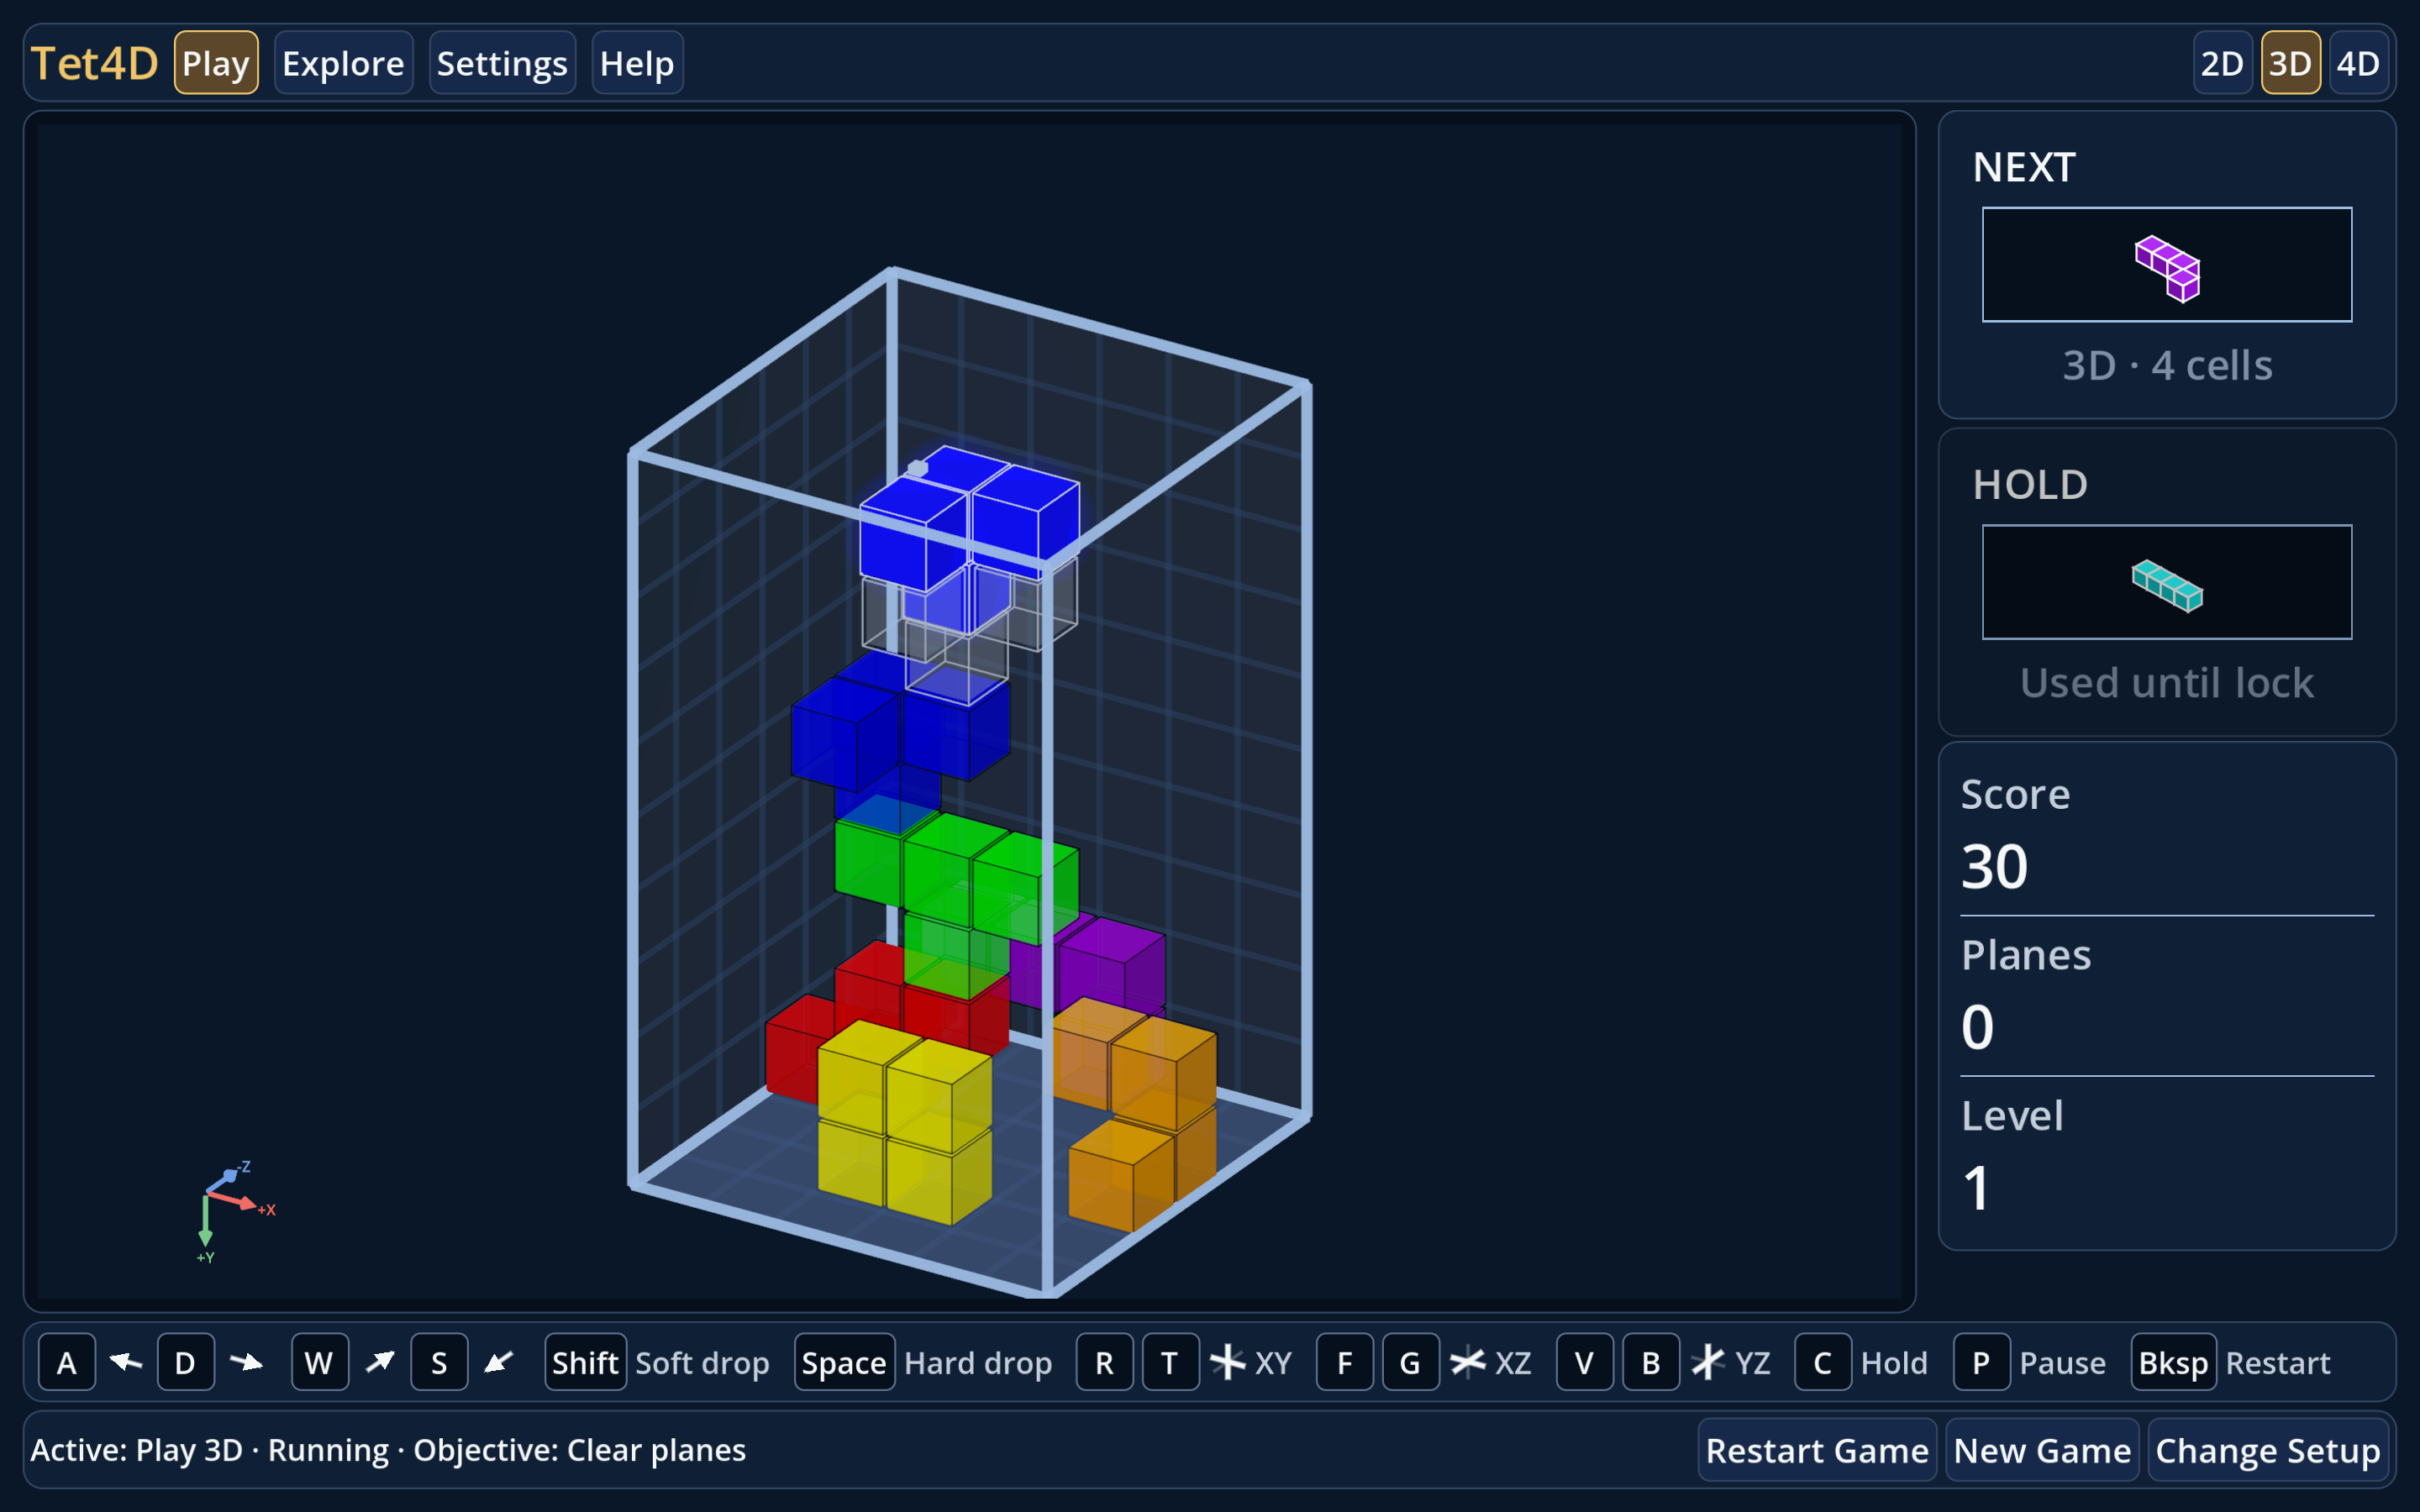 Tet4D Play Explore Settings Help 2D 3D 4D
NEXT
3D · 4 cells
HOLD
Used until lock
Score
30
Planes
0
Level
1
-Z
+X
+Y
A D W S Shift Soft drop Space Hard drop R T XY F G XZ V B YZ C Hold P Pause Bksp Restart
Active: Play 3D · Running · Objective: Clear planes Restart Game New Game Change Setup